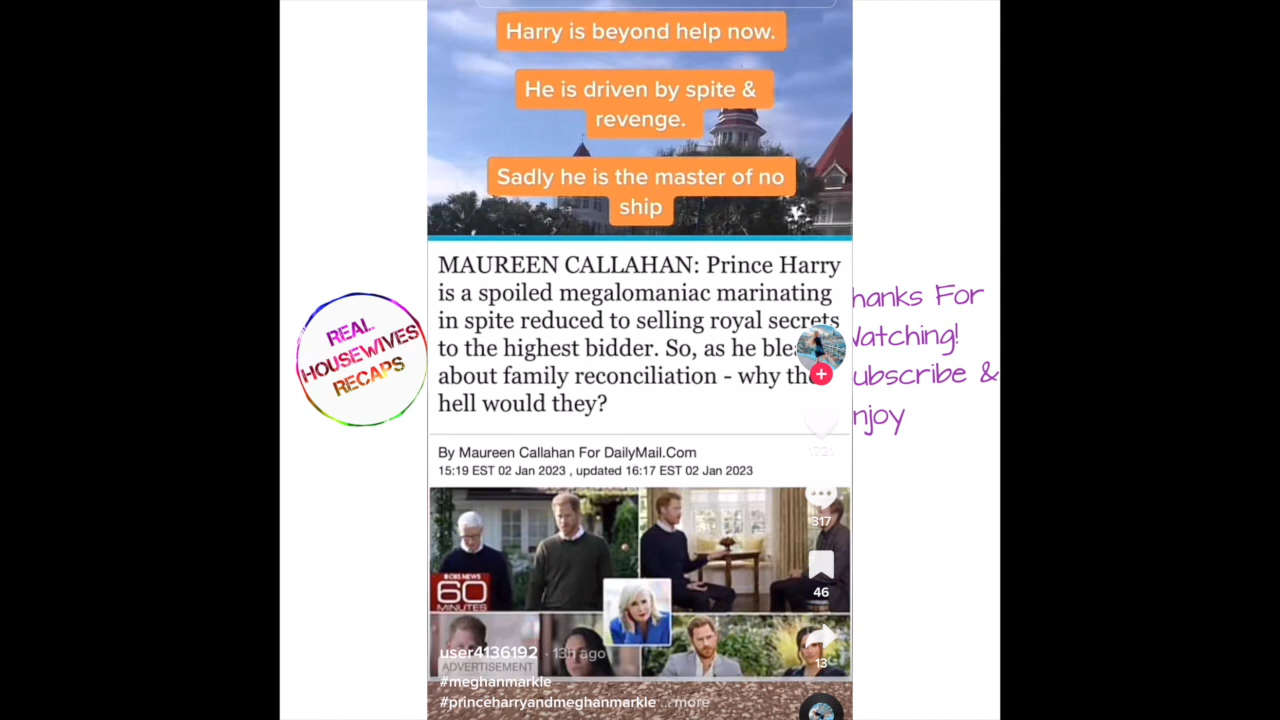 Harry is beyond help now.
He is driven by spite &
revenge.
Sadly he is the master of no
ship
MAUREEN CALLAHAN: Prince Harry
is a spoiled megalomaniac marinating
in spite reduced to selling royal secrets
to the highest bidder. So, as he blea
about family reconciliation - why th
hell would they?
By Maureen Callahan For DailyMail.Com
15:19 EST 02 Jan 2023 , updated 16:17 EST 02 Jan 2023
REAL
HOUSEWIVES
RECAPS
hanks For
Watching!
ubscribe &
njoy
317
46
13
CBS NEWS
60
MINUTES
user4136192 · 13h ago
ADVERTISEMENT
#meghanmarkle
#princeharryandmeghanmarkle ... more